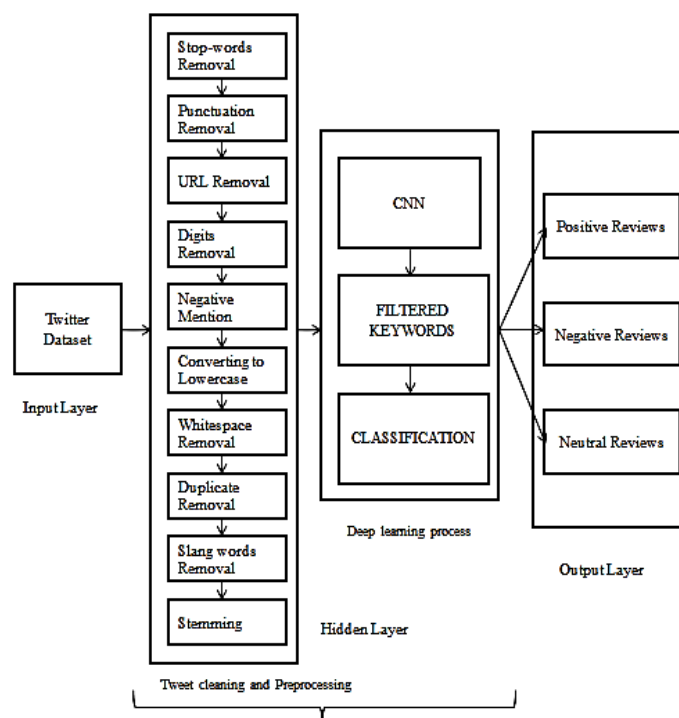 Twitter
Dataset
Input Layer
Stop-words
Removal
Punctuation
Removal
URL Removal
Digits
Removal
Negative
Mention
Converting to
Lowercase
Whitespace
Removal
Duplicate
Removal
Slang words
Removal
Stemming
Tweet cleaning and Preprocessing
CNN
FILTERED
KEYWORDS
CLASSIFICATION
Deep learning process
Hidden Layer
Positive Reviews
Negative Reviews
Neutral Reviews
Output Layer